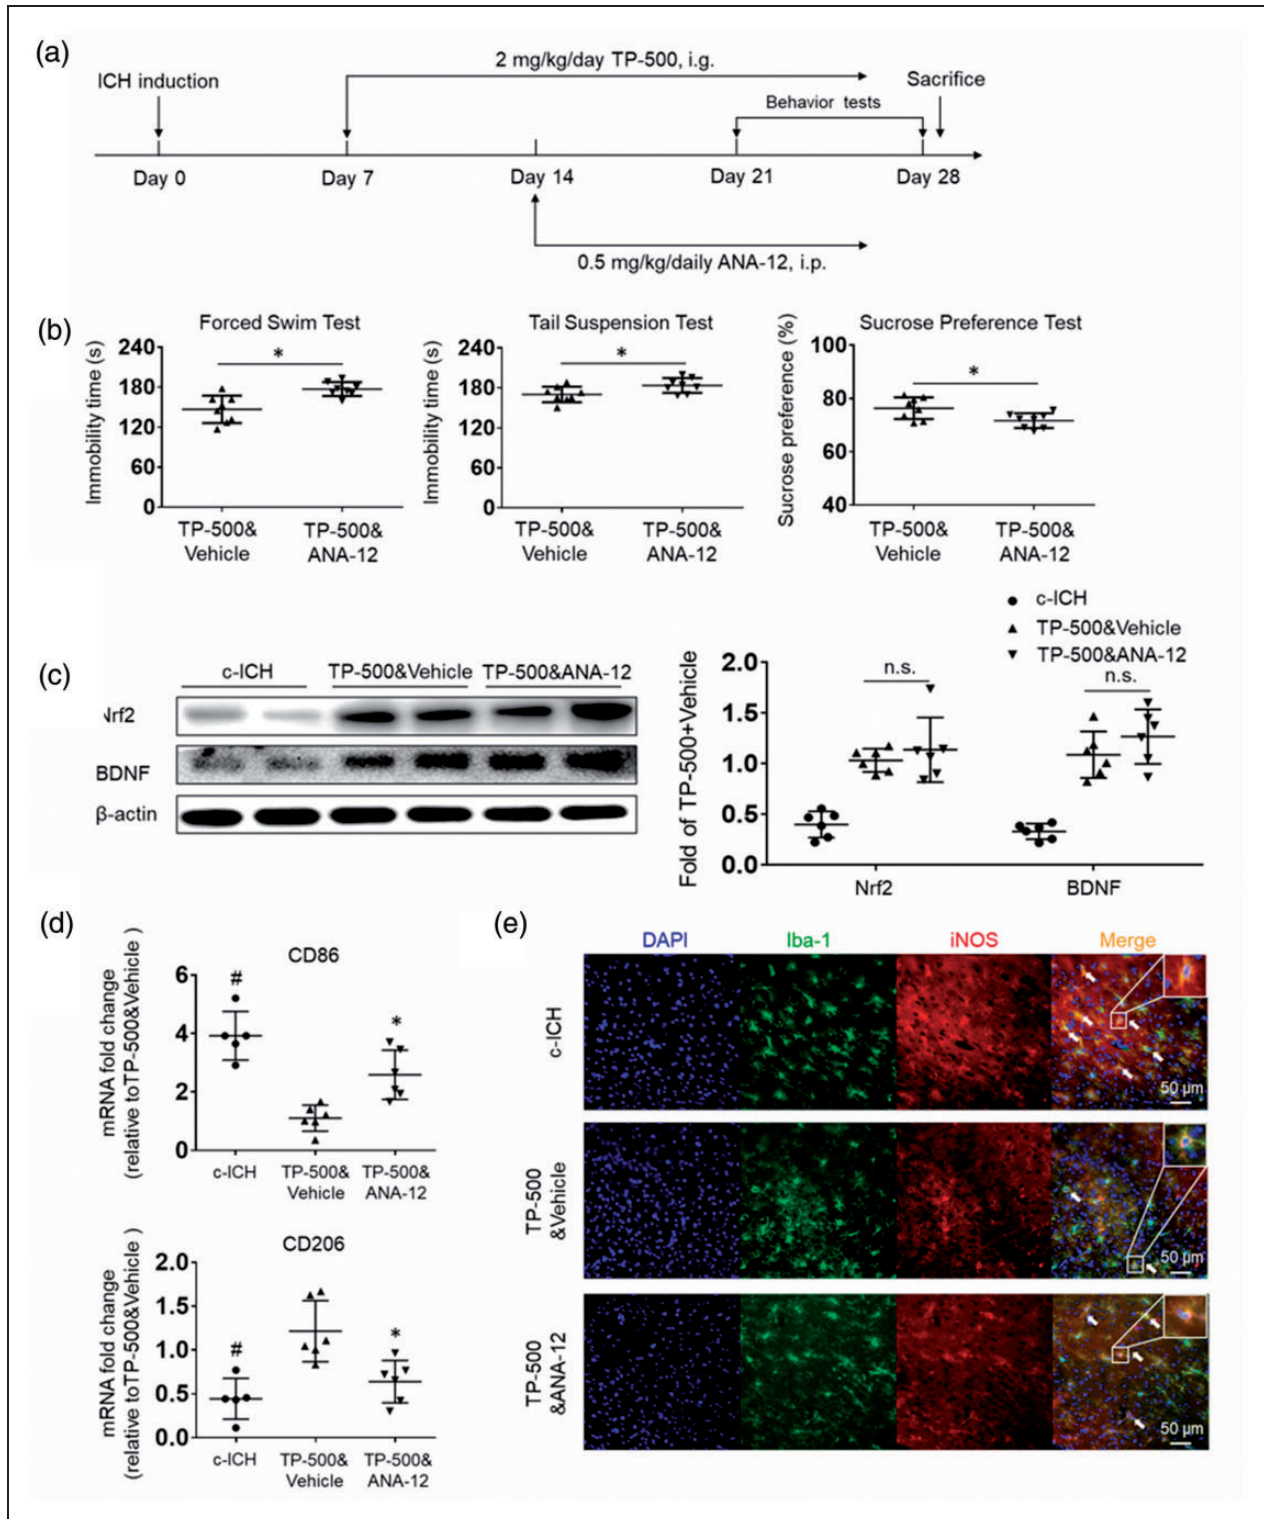 (a)
2 mg/kg/day TP-500, i.g.
ICH induction
Sacrifice
Behavior tests
Day 0
Day 7
Day 14
Day 21
Day 28
0.5 mg/kg/daily ANA-12, i.p.
(b)
Forced Swim Test
Immobility time (s)
240
180
120
60
0
*
TP-500&
Vehicle
TP-500&
ANA-12
Tail Suspension Test
Immobility time (s)
240
180
120
60
0
*
TP-500&
Vehicle
TP-500&
ANA-12
Sucrose Preference Test
Sucrose preference (%)
100
80
60
40
*
TP-500&
Vehicle
TP-500&
ANA-12
(c)
c-ICH
TP-500&Vehicle
TP-500&ANA-12
Nrf2
BDNF
β-actin
c-ICH
TP-500&Vehicle
TP-500&ANA-12
Fold of TP-500+Vehicle
2.0
1.5
1.0
0.5
0.0
n.s.
n.s.
Nrf2
BDNF
(d)
CD86
mRNA fold change
(relative toTP-500&Vehicle )
6
4
2
0
#
*
c-ICH
TP-500&
Vehicle
TP-500&
ANA-12
CD206
mRNA fold change
(relative toTP-500&Vehicle )
2.0
1.5
1.0
0.5
0.0
#
*
c-ICH
TP-500&
Vehicle
TP-500&
ANA-12
(e)
DAPI
Iba-1
iNOS
Merge
c-ICH
50 µm
TP-500
&Vehicle
50 µm
TP-500
&ANA-12
50 µm